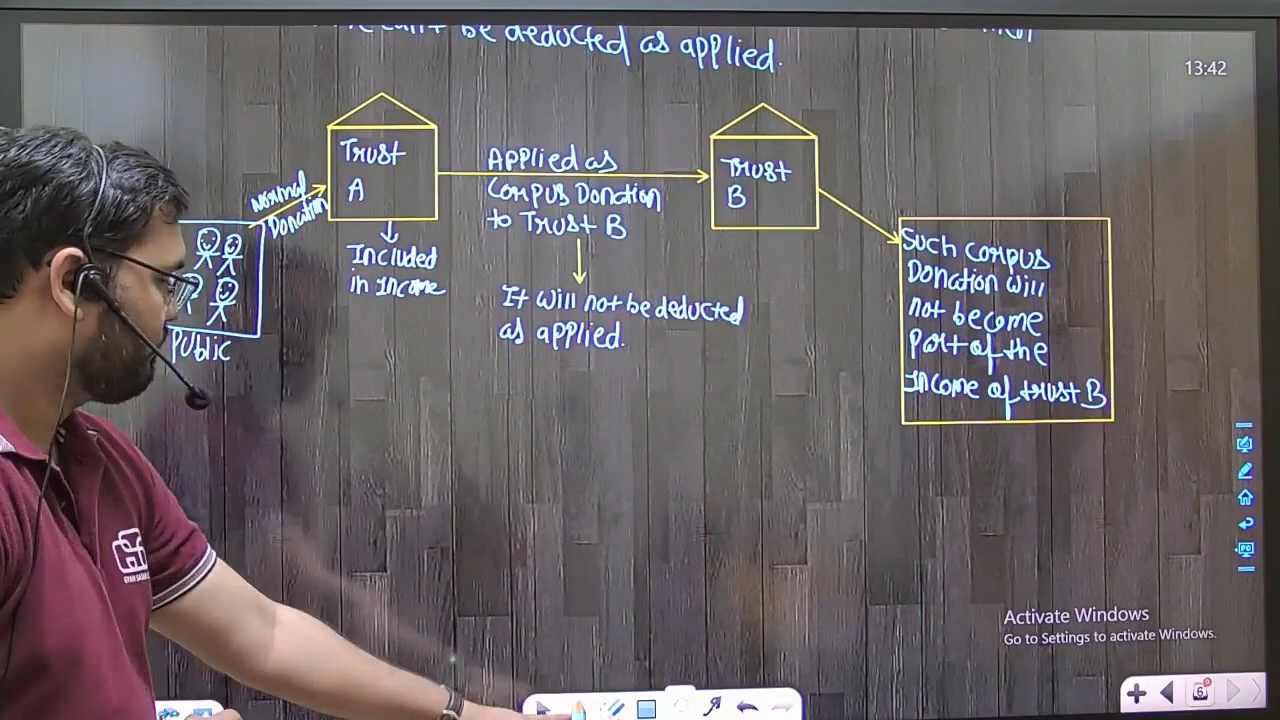 be deducted as applied.
13:42
Trust
A
Normal
Donation
Applied as
Corpus Donation
to Trust B
Trust
B
Included
in Income
It will not be deducted
as applied.
Public
Such corpus
Donation will
not become
Part of the
Income of trust B
Activate Windows
Go to Settings to activate Windows.
6